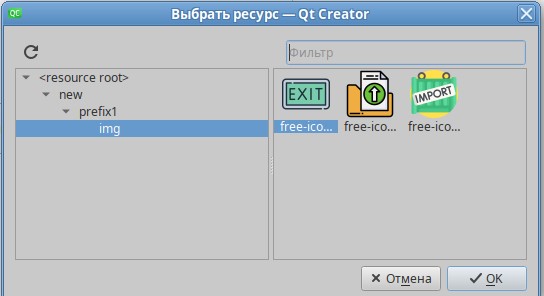 QC
Выбрать ресурс — Qt Creator
Фильтр
<resource root>
new
prefix1
img
EXIT
IMPORT
free-ico...
free-ico...
free-ico...
Отмена
OK